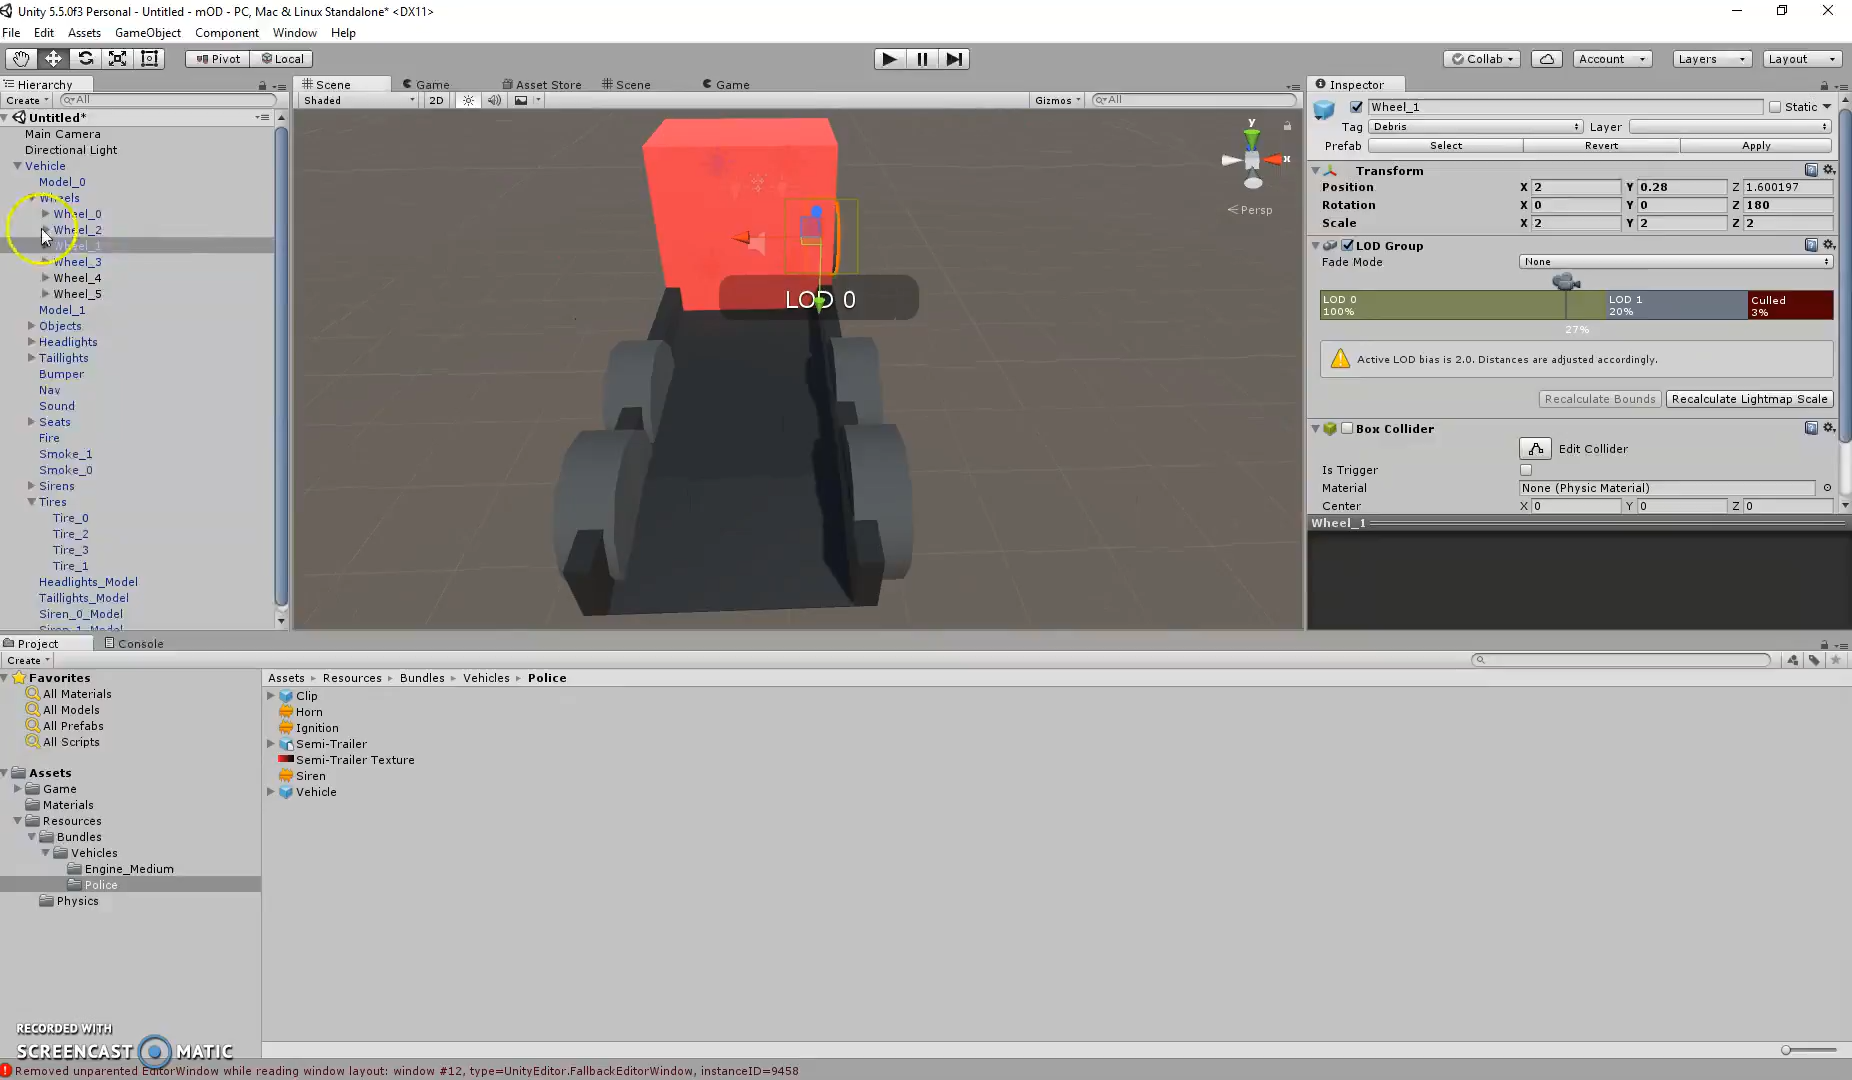 Unity 5.5.0f3 Personal - Untitled - mOD - PC, Mac & Linux Standalone* <DX11>
File Edit Assets GameObject Component Window Help
Pivot Local Collab Account Layers Layout
Hierarchy
Create All
Untitled*
Main Camera
Directional Light
Vehicle
Model_0
Wheels
Wheel_0
Wheel_2
Wheel_1
Wheel_3
Wheel_4
Wheel_5
Model_1
Objects
Headlights
Taillights
Bumper
Nav
Sound
Seats
Fire
Smoke_1
Smoke_0
Sirens
Tires
Tire_0
Tire_2
Tire_3
Tire_1
Headlights_Model
Taillights_Model
Siren_0_Model
Siren_1_Model
Scene Game Asset Store Scene Game
Shaded 2D Gizmos All
y
x
Persp
LOD 0
Inspector
Wheel_1 Static
Tag Debris Layer
Prefab Select Revert Apply
Transform
Position X 2 Y 0.28 Z 1.600197
Rotation X 0 Y 0 Z 180
Scale X 2 Y 2 Z 2
LOD Group
Fade Mode None
LOD 0 LOD 1 Culled
100% 20% 3%
27%
Active LOD bias is 2.0. Distances are adjusted accordingly.
Recalculate Bounds Recalculate Lightmap Scale
Box Collider
Edit Collider
Is Trigger
Material None (Physic Material)
Center X 0 Y 0 Z 0
Wheel_1
Project Console
Create
Favorites
All Materials
All Models
All Prefabs
All Scripts
Assets
Game
Materials
Resources
Bundles
Vehicles
Engine_Medium
Police
Physics
Assets Resources Bundles Vehicles Police
Clip
Horn
Ignition
Semi-Trailer
Semi-Trailer Texture
Siren
Vehicle
RECORDED WITH
SCREENCAST MATIC
Removed unparented EditorWindow while reading window layout: window #12, type=UnityEditor.FallbackEditorWindow, instanceID=9458